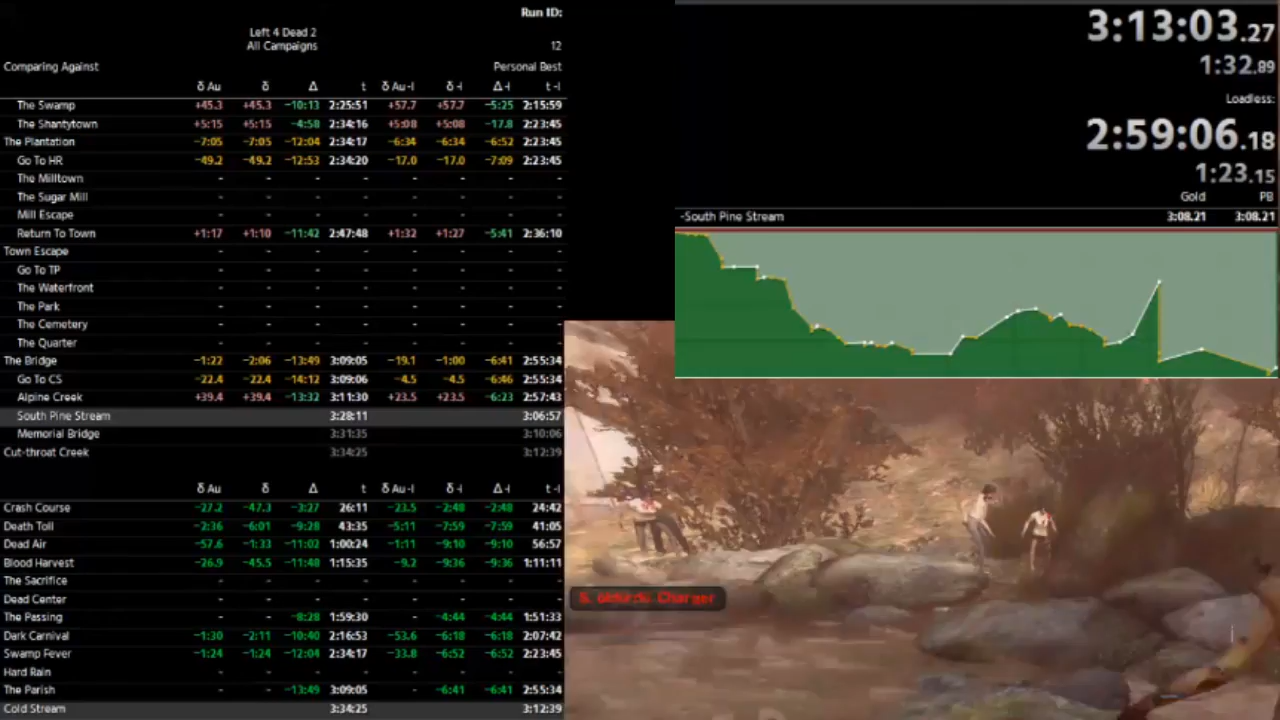 Run ID:
Left 4 Dead 2
All Campaigns
12
Comparing Against Personal Best
δ Au δ Δ t δ Au-l δ -l Δ -l t -l
The Swamp +45.3 +45.3 −10:13 2:25:51 +57.7 +57.7 −5:25 2:15:59
The Shantytown +5:15 +5:15 −4:58 2:34:16 +5:08 +5:08 −17.8 2:23:45
The Plantation −7:05 −7:05 −12:04 2:34:17 −6:34 −6:34 −6:52 2:23:45
Go To HR −49.2 −49.2 −12:53 2:34:20 −17.0 −17.0 −7:09 2:23:45
The Milltown - - - - - - - -
The Sugar Mill - - - - - - - -
Mill Escape - - - - - - - -
Return To Town +1:17 +1:10 −11:42 2:47:48 +1:32 +1:27 −5:41 2:36:10
Town Escape - - - - - - - -
Go To TP - - - - - - - -
The Waterfront - - - - - - - -
The Park - - - - - - - -
The Cemetery - - - - - - - -
The Quarter - - - - - - - -
The Bridge −1:22 −2:06 −13:49 3:09:05 −19.1 −1:00 −6:41 2:55:34
Go To CS −22.4 −22.4 −14:12 3:09:06 −4.5 −4.5 −6:46 2:55:34
Alpine Creek +39.4 +39.4 −13:32 3:11:30 +23.5 +23.5 −6:23 2:57:43
South Pine Stream 3:28:11 3:06:57
Memorial Bridge 3:31:35 3:10:06
Cut-throat Creek 3:34:25 3:12:39
δ Au δ Δ t δ Au-l δ -l Δ -l t -l
Crash Course −27.2 −47.3 −3:27 26:11 −23.5 −2:48 −2:48 24:42
Death Toll −2:36 −6:01 −9:28 43:35 −5:11 −7:59 −7:59 41:05
Dead Air −57.6 −1:33 −11:02 1:00:24 −1:11 −9:10 −9:10 56:57
Blood Harvest −26.9 −45.5 −11:48 1:15:35 −9.2 −9:36 −9:36 1:11:11
The Sacrifice - - - - - - - -
Dead Center - - - - - - - -
The Passing - - −8:28 1:59:30 - −4:44 −4:44 1:51:33
Dark Carnival −1:30 −2:11 −10:40 2:16:53 −53.6 −6:18 −6:18 2:07:42
Swamp Fever −1:24 −1:24 −12:04 2:34:17 −33.8 −6:52 −6:52 2:23:45
Hard Rain - - - - - - - -
The Parish - - −13:49 3:09:05 - −6:41 −6:41 2:55:34
Cold Stream 3:34:25 3:12:39
3:13:03.27
1:32.89
Loadless:
2:59:06.18
1:23.15
Gold PB
-South Pine Stream 3:08.21 3:08.21
Charger